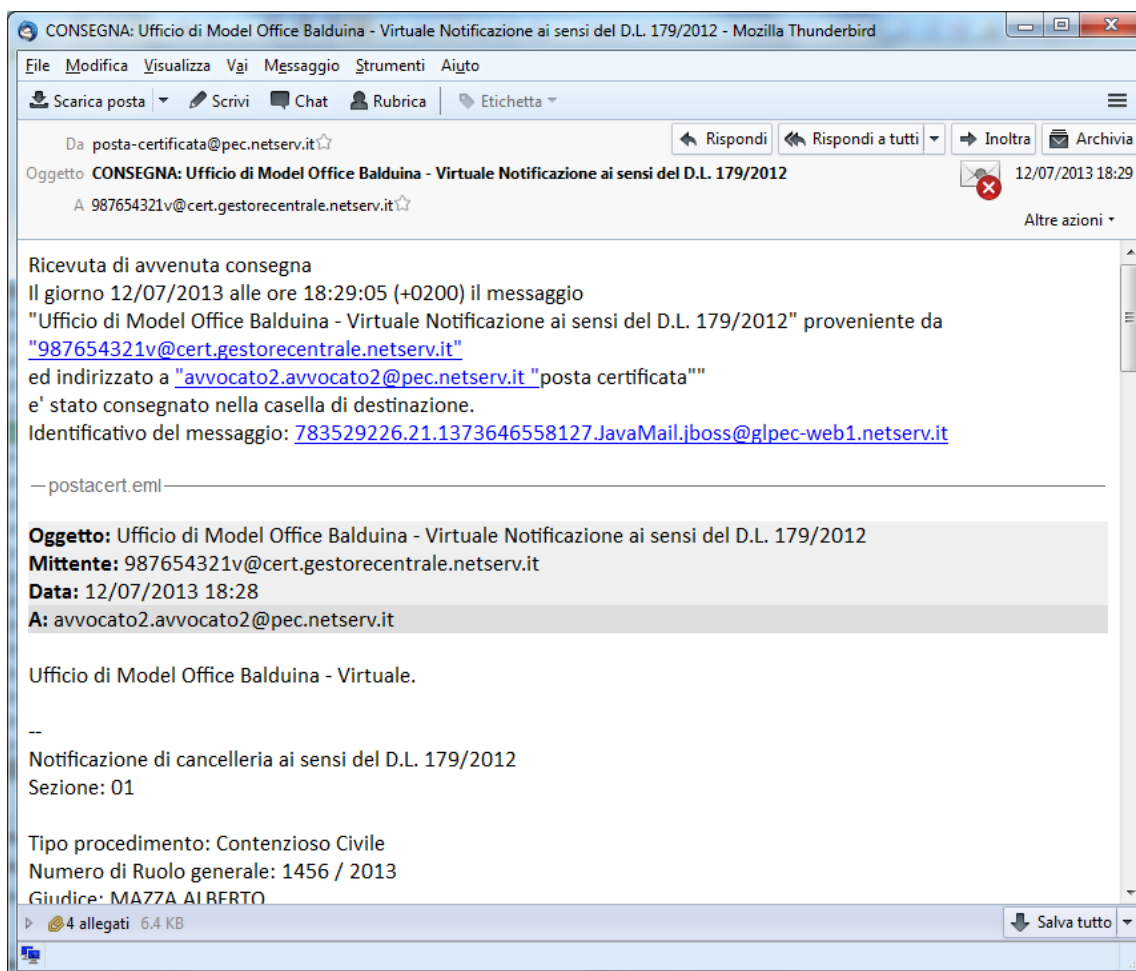 CONSEGNA: Ufficio di Model Office Balduina - Virtuale Notificazione ai sensi del D.L. 179/2012 - Mozilla Thunderbird
File Modifica Visualizza Vai Messaggio Strumenti Aiuto
Scarica posta Scrivi Chat Rubrica Etichetta
Da posta-certificata@pec.netserv.it Rispondi Rispondi a tutti Inoltra Archivia
Oggetto CONSEGNA: Ufficio di Model Office Balduina - Virtuale Notificazione ai sensi del D.L. 179/2012 12/07/2013 18:29
A 987654321v@cert.gestorecentrale.netserv.it
Altre azioni
Ricevuta di avvenuta consegna
Il giorno 12/07/2013 alle ore 18:29:05 (+0200) il messaggio
"Ufficio di Model Office Balduina - Virtuale Notificazione ai sensi del D.L. 179/2012" proveniente da
"987654321v@cert.gestorecentrale.netserv.it"
ed indirizzato a "avvocato2.avvocato2@pec.netserv.it "posta certificata""
e' stato consegnato nella casella di destinazione.
Identificativo del messaggio: 783529226.21.1373646558127.JavaMail.jboss@glpec-web1.netserv.it
postacert.eml
Oggetto: Ufficio di Model Office Balduina - Virtuale Notificazione ai sensi del D.L. 179/2012
Mittente: 987654321v@cert.gestorecentrale.netserv.it
Data: 12/07/2013 18:28
A: avvocato2.avvocato2@pec.netserv.it
Ufficio di Model Office Balduina - Virtuale.
--
Notificazione di cancelleria ai sensi del D.L. 179/2012
Sezione: 01
Tipo procedimento: Contenzioso Civile
Numero di Ruolo generale: 1456 / 2013
Giudice: MAZZA ALBERTO
4 allegati 6.4 KB Salva tutto